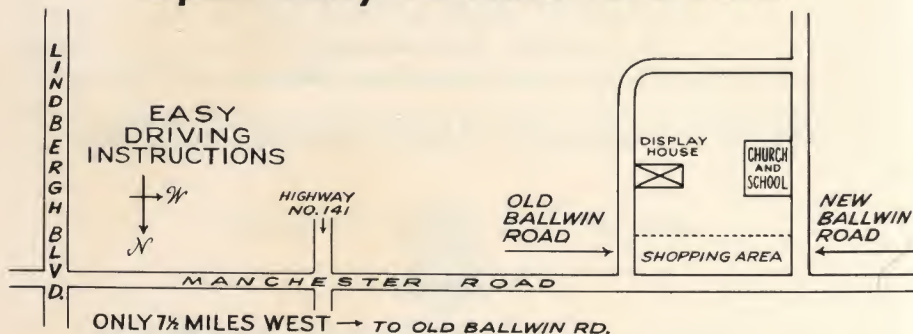 LINDBERGH BLVD.
EASY
DRIVING
INSTRUCTIONS
W
N
HIGHWAY
NO. 141
OLD
BALLWIN
ROAD
DISPLAY
HOUSE
CHURCH
AND
SCHOOL
NEW
BALLWIN
ROAD
SHOPPING AREA
MANCHESTER ROAD
ONLY 7½ MILES WEST → TO OLD BALLWIN RD.